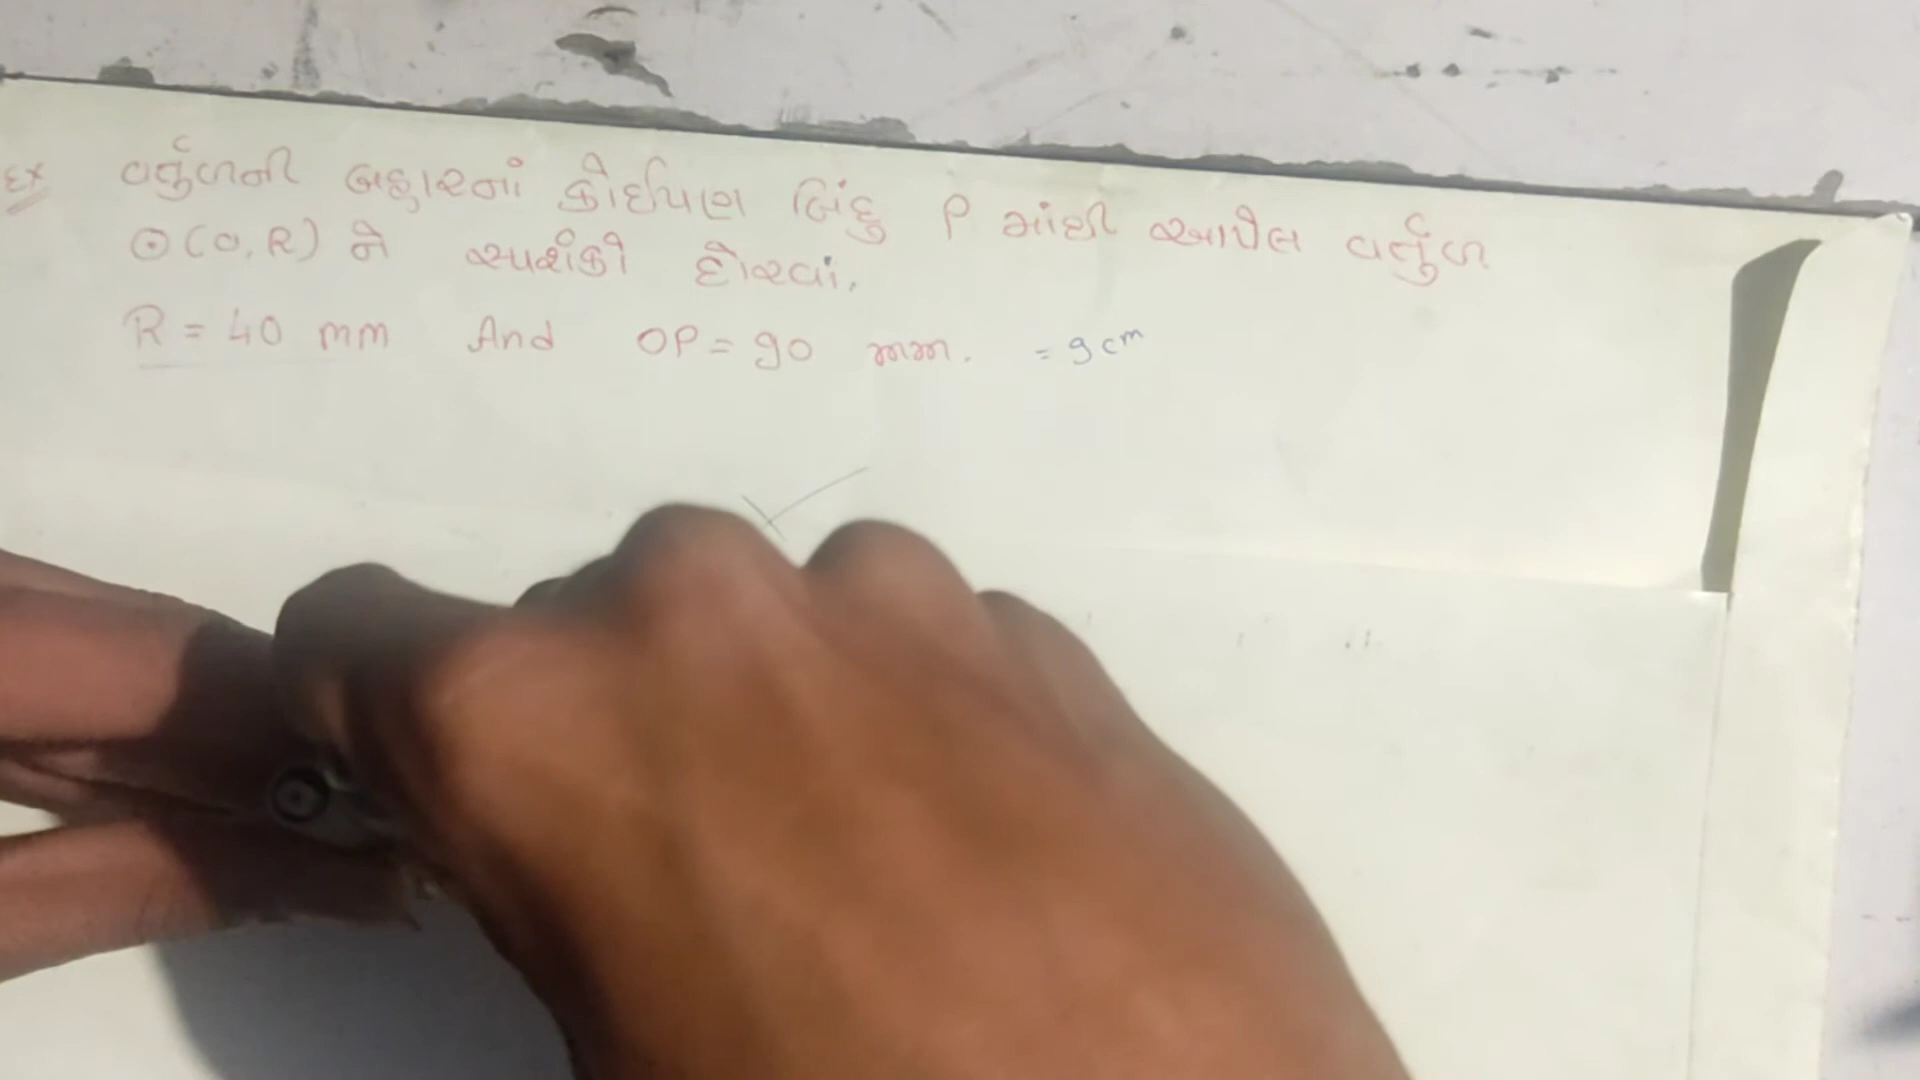 Ex વર્તુળની બહારનાં કોઈપણ બિંદુ P માંથી આપેલ વર્તુળ
⊙(O,R) ને સ્પર્શકો દોરવાં.
R = 40 mm And OP = 90 mm. = 9 cm